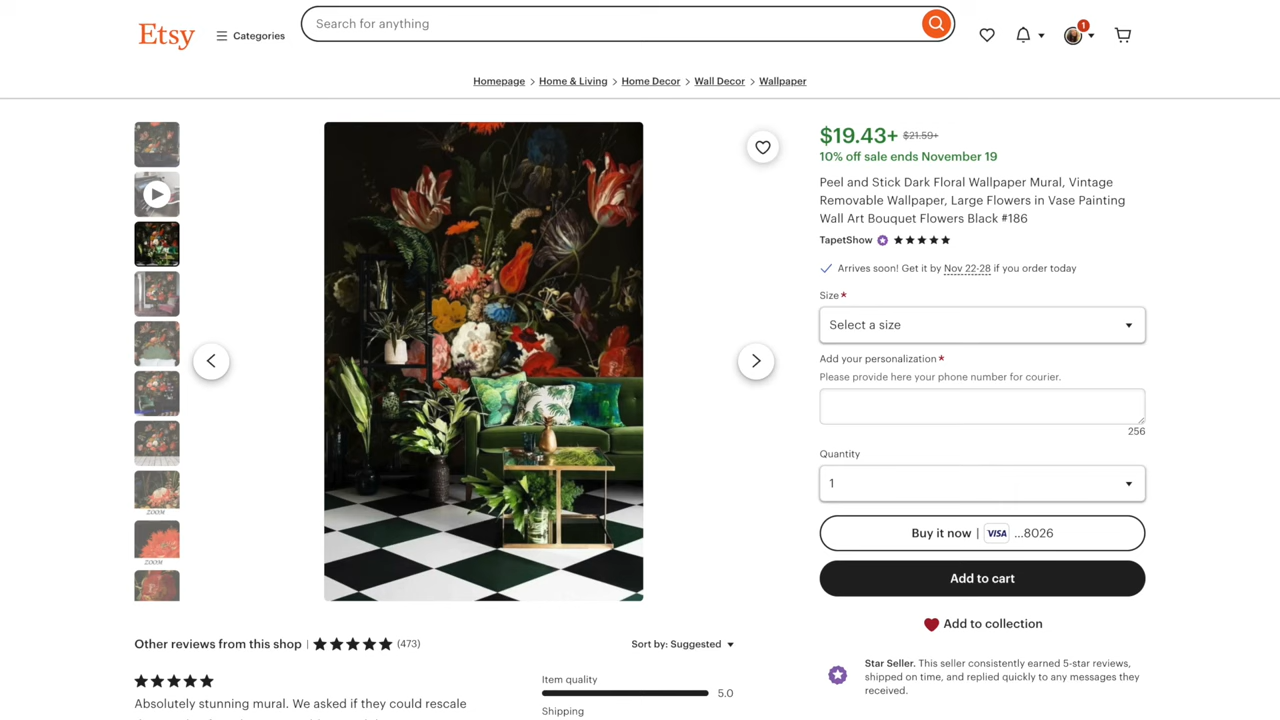 Etsy
Categories
Search for anything
1
Homepage > Home & Living > Home Decor > Wall Decor > Wallpaper
$19.43+ $21.59+
10% off sale ends November 19
Peel and Stick Dark Floral Wallpaper Mural, Vintage
Removable Wallpaper, Large Flowers in Vase Painting
Wall Art Bouquet Flowers Black #186
TapetShow
Arrives soon! Get it by Nov 22-28 if you order today
Size*
Select a size
Add your personalization*
Please provide here your phone number for courier.
256
Quantity
1
Buy it now | VISA ...8026
Add to cart
Add to collection
Star Seller. This seller consistently earned 5-star reviews,
shipped on time, and replied quickly to any messages they
received.
ZOOM
ZOOM
Other reviews from this shop | (473)
Sort by: Suggested
Absolutely stunning mural. We asked if they could rescale
Item quality
5.0
Shipping